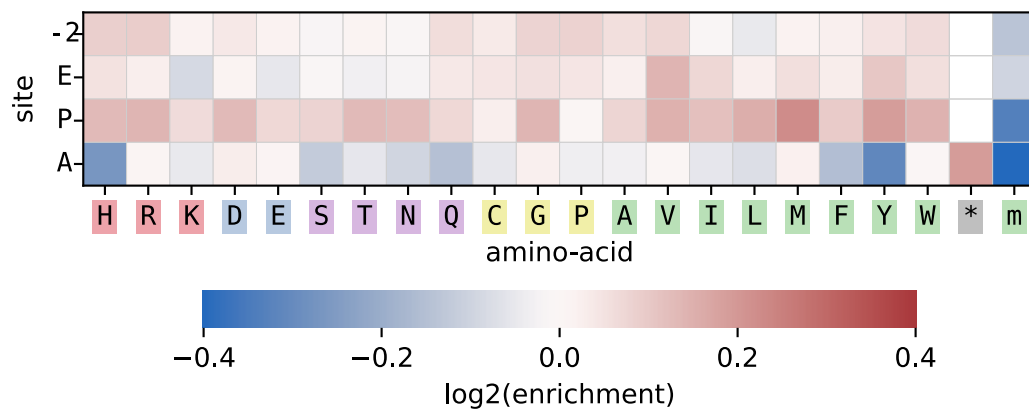 -2
E
P
A
site
H R K D E S T N Q C G P A V I L M F Y W * m
amino-acid
−0.4 −0.2 0.0 0.2 0.4
log2(enrichment)